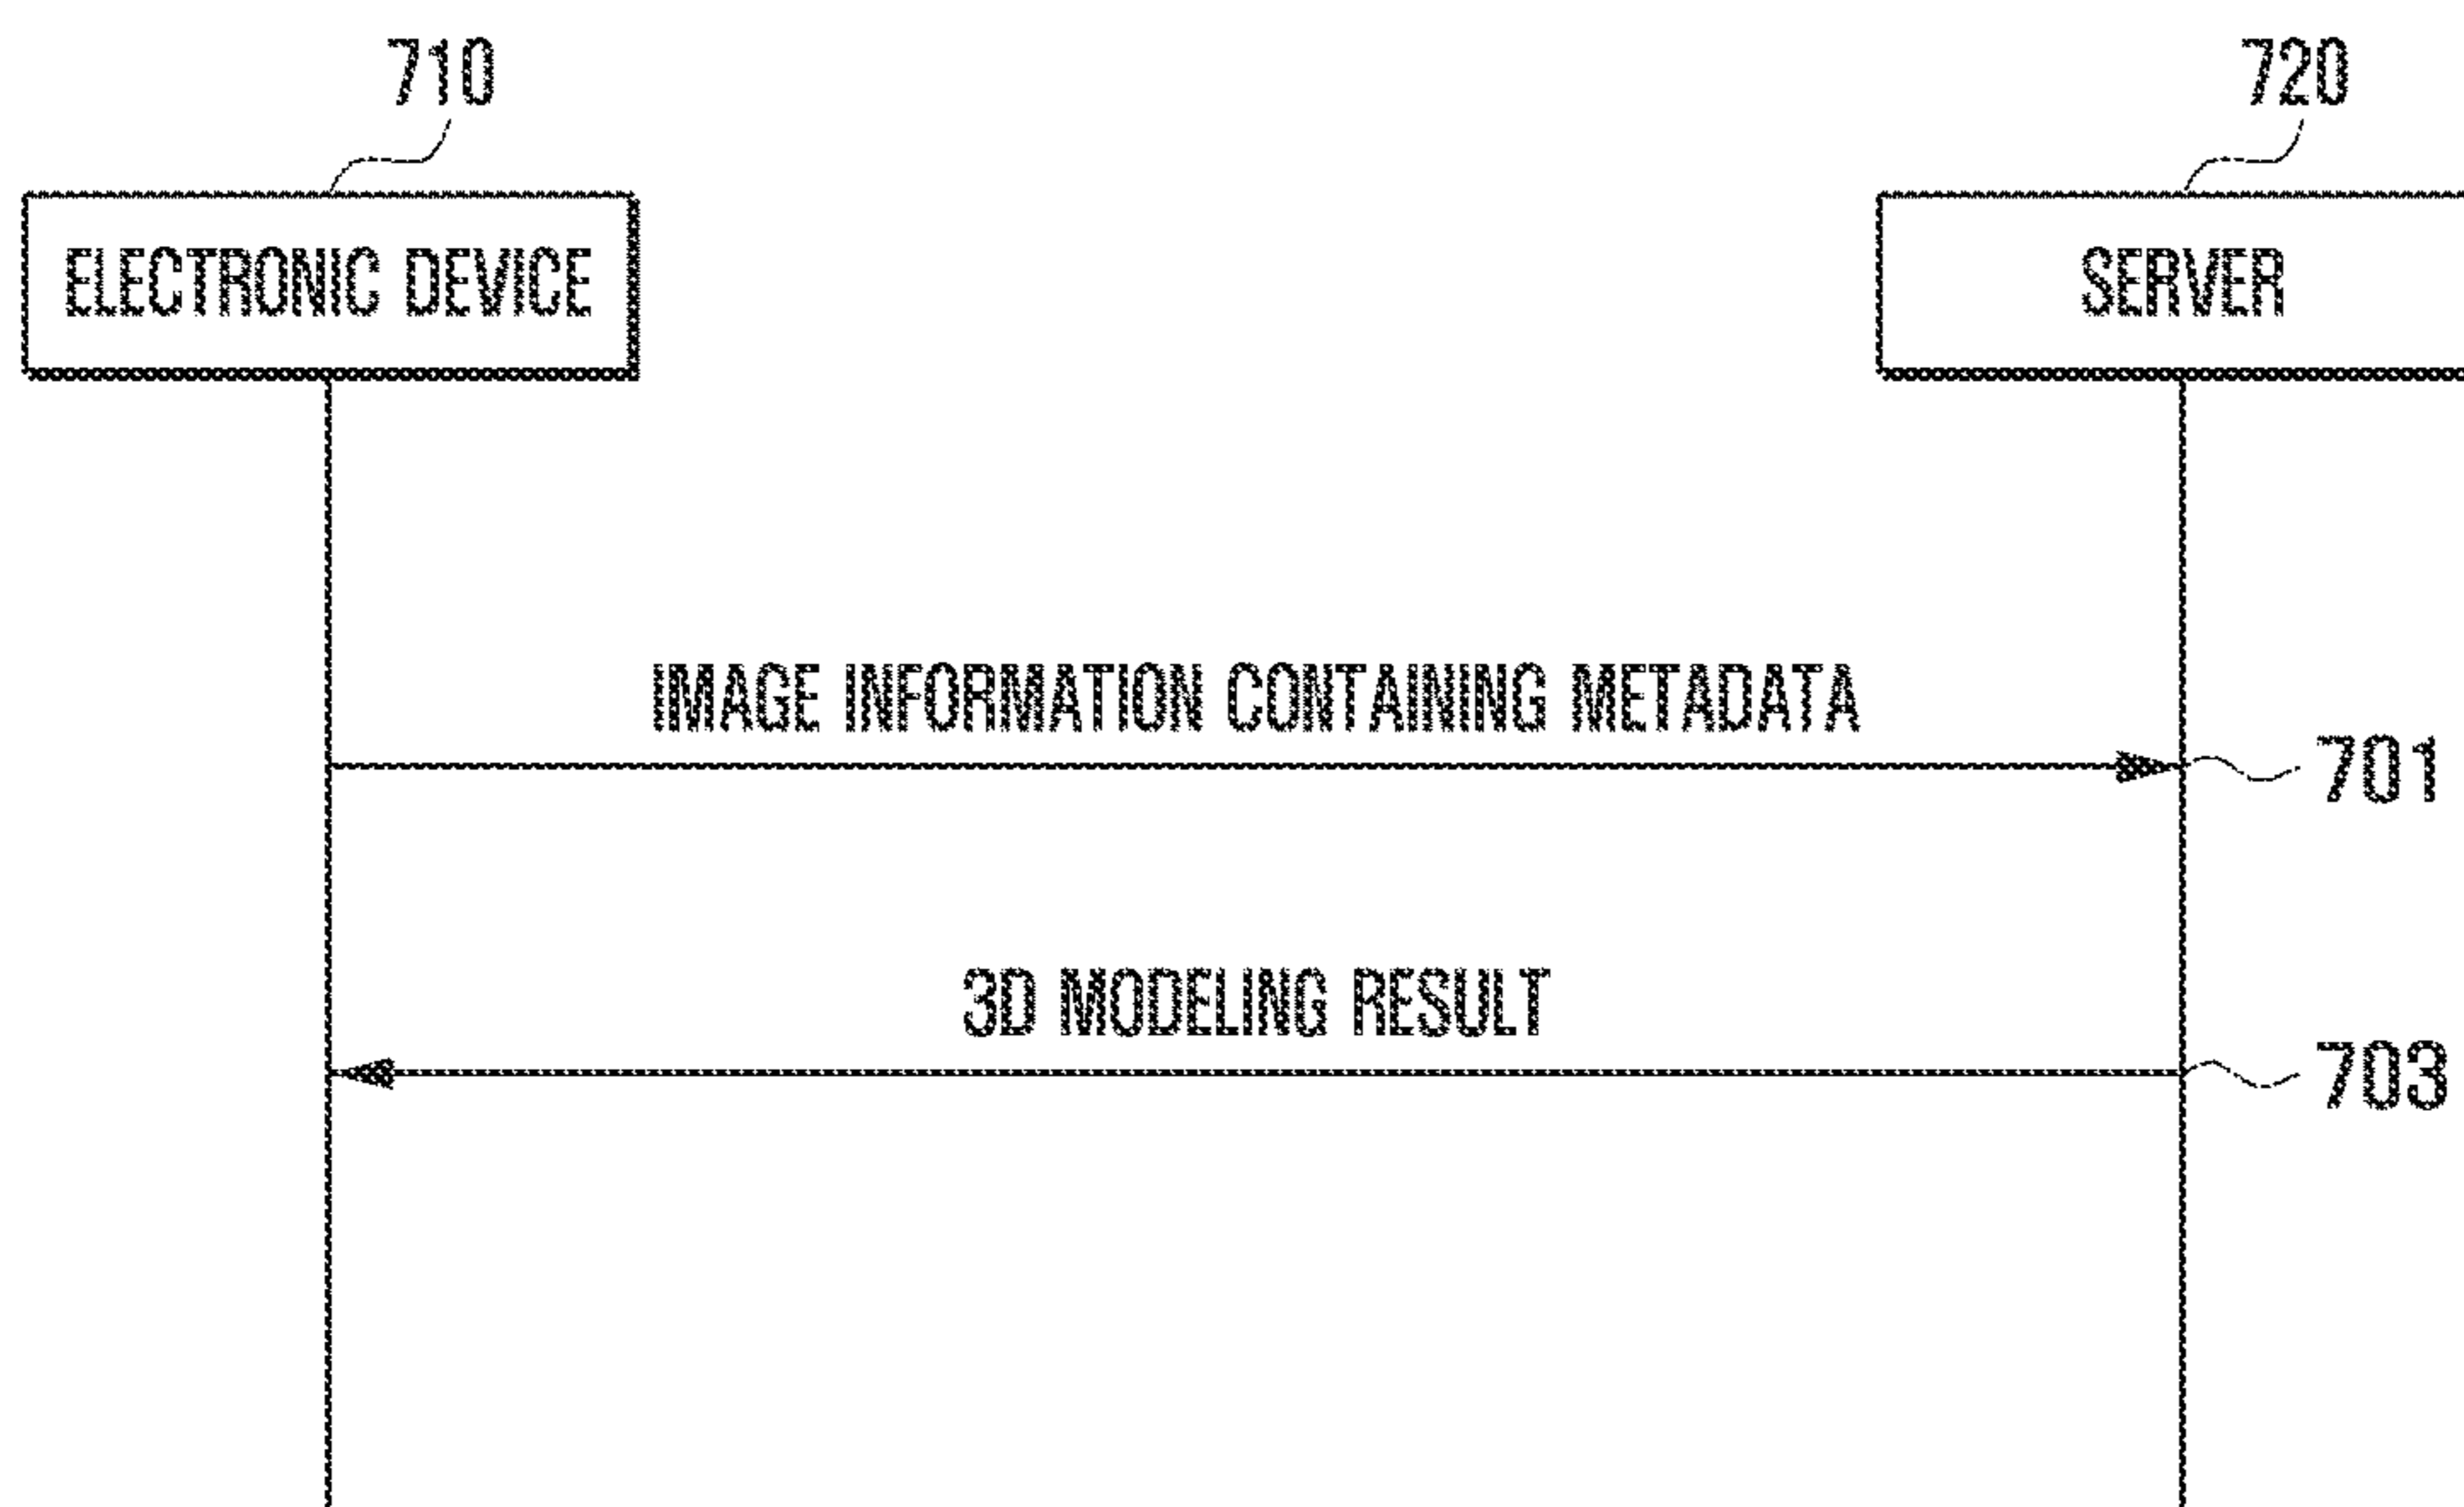 710
720
ELECTRONIC DEVICE
SERVER
IMAGE INFORMATION CONTAINING METADATA
701
3D MODELING RESULT
703